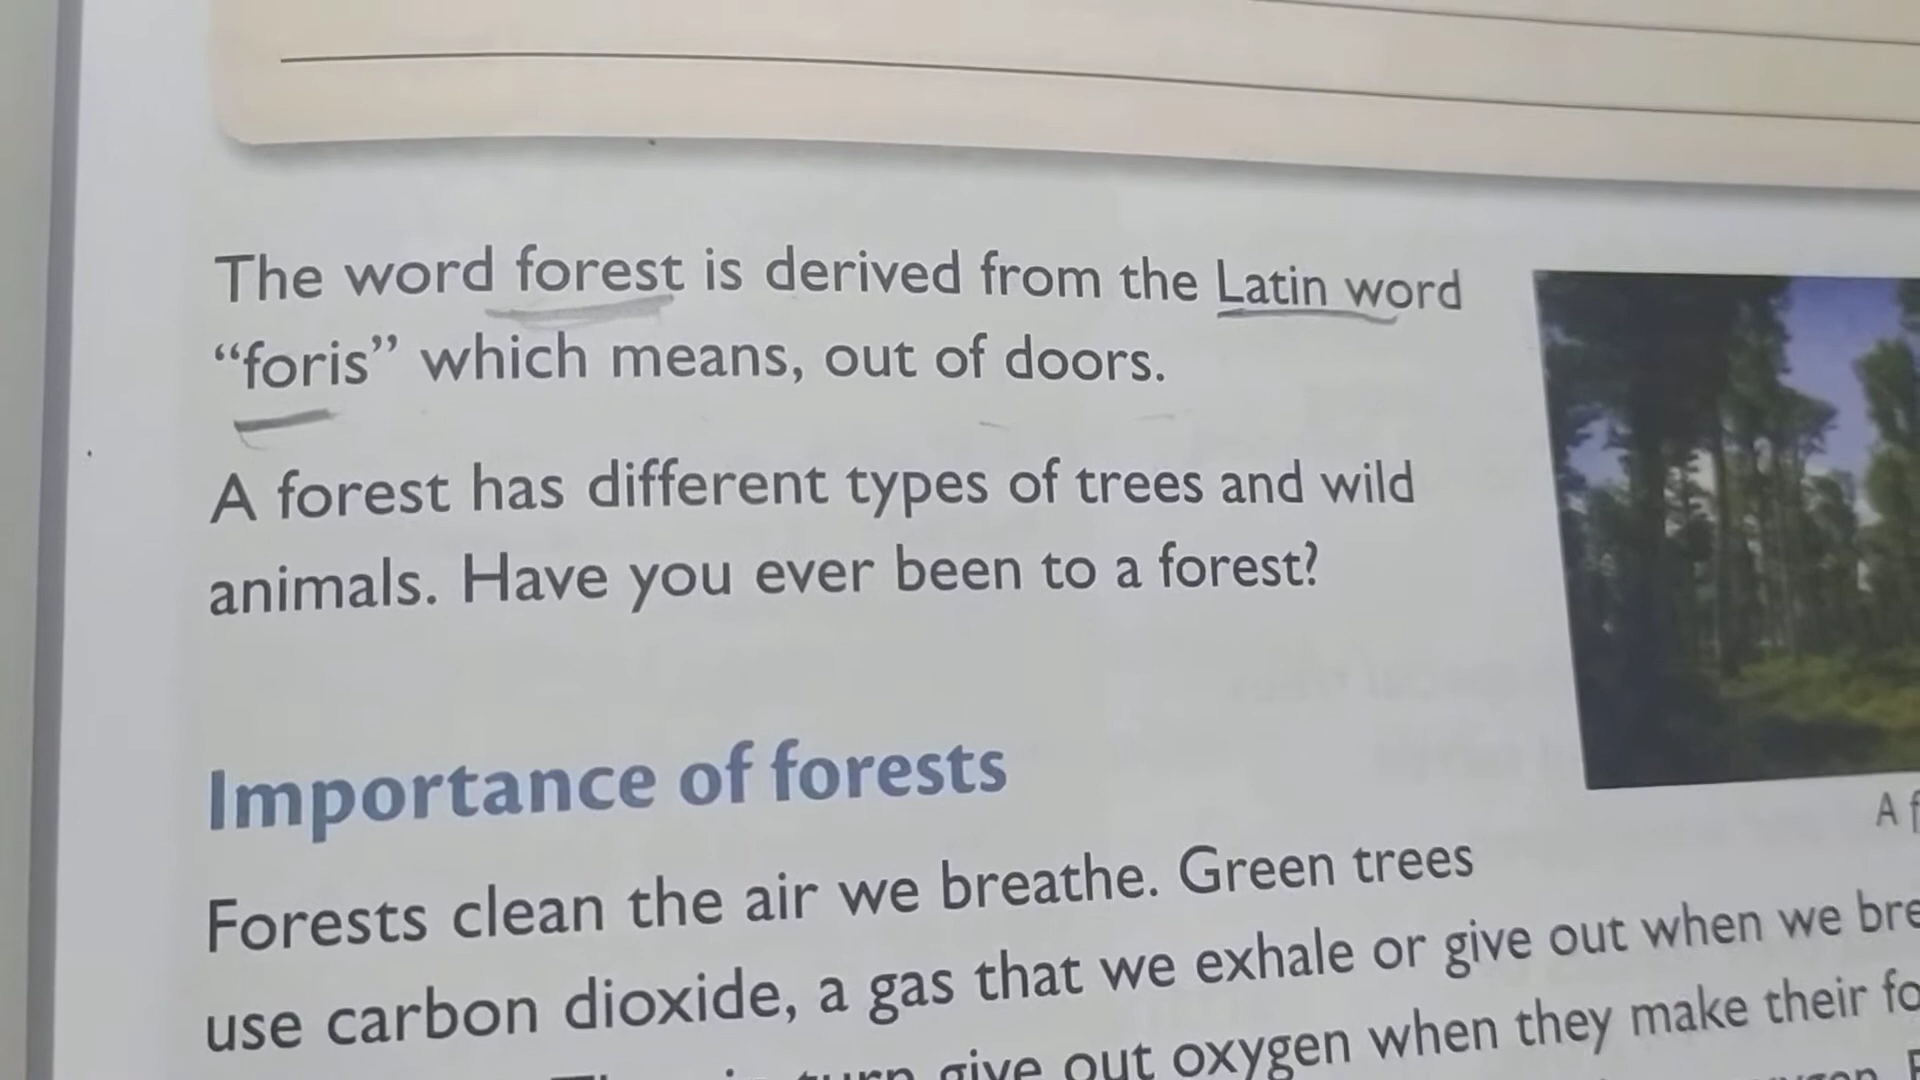 The word forest is derived from the Latin word
“foris” which means, out of doors.
A forest has different types of trees and wild
animals. Have you ever been to a forest?
Importance of forests
A
Forests clean the air we breathe. Green trees
use carbon dioxide, a gas that we exhale or give out when we
turn give out oxygen when they make their